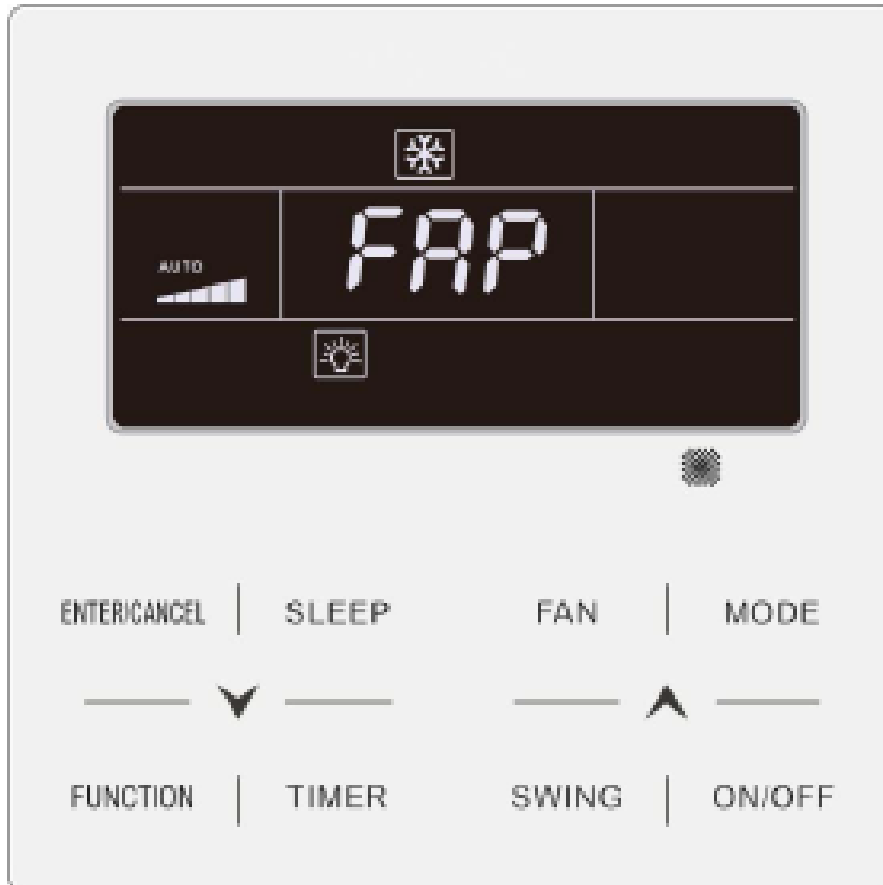 AUTO
FAP
ENTER/CANCEL SLEEP FAN MODE
FUNCTION TIMER SWING ON/OFF